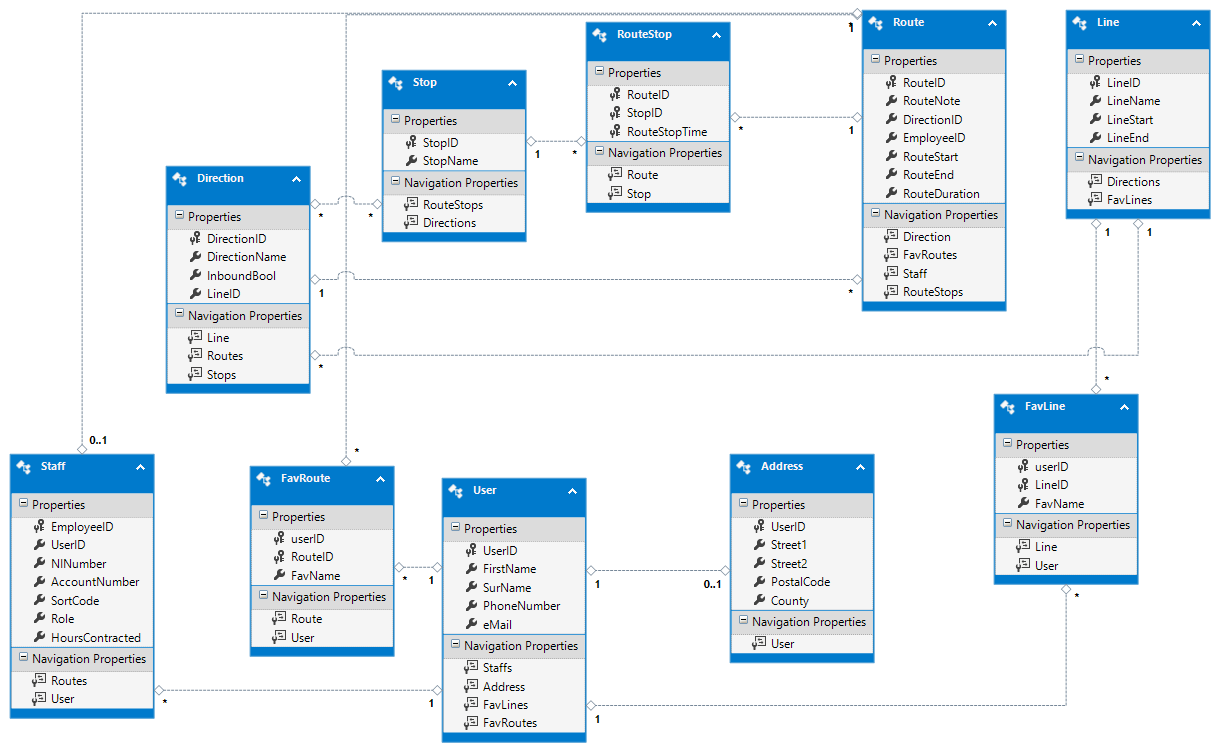 Route
Properties
RouteID
RouteNote
DirectionID
EmployeeID
RouteStart
RouteEnd
RouteDuration
Navigation Properties
Direction
FavRoutes
Staff
RouteStops
Line
Properties
LineID
LineName
LineStart
LineEnd
Navigation Properties
Directions
FavLines
RouteStop
Properties
RouteID
StopID
RouteStopTime
Navigation Properties
Route
Stop
Stop
Properties
StopID
StopName
Navigation Properties
RouteStops
Directions
Direction
Properties
DirectionID
DirectionName
InboundBool
LineID
Navigation Properties
Line
Routes
Stops
1
*
1
*
*
1
*
*
1
*
*
1
1
*
0..1
*
Staff
Properties
EmployeeID
UserID
NINumber
AccountNumber
SortCode
Role
HoursContracted
Navigation Properties
Routes
User
FavRoute
Properties
userID
RouteID
FavName
Navigation Properties
Route
User
User
Properties
UserID
FirstName
SurName
PhoneNumber
eMail
Navigation Properties
Staffs
Address
FavLines
FavRoutes
Address
Properties
UserID
Street1
Street2
PostalCode
County
Navigation Properties
User
FavLine
Properties
userID
LineID
FavName
Navigation Properties
Line
User
*
1
1
0..1
*
1
1
*